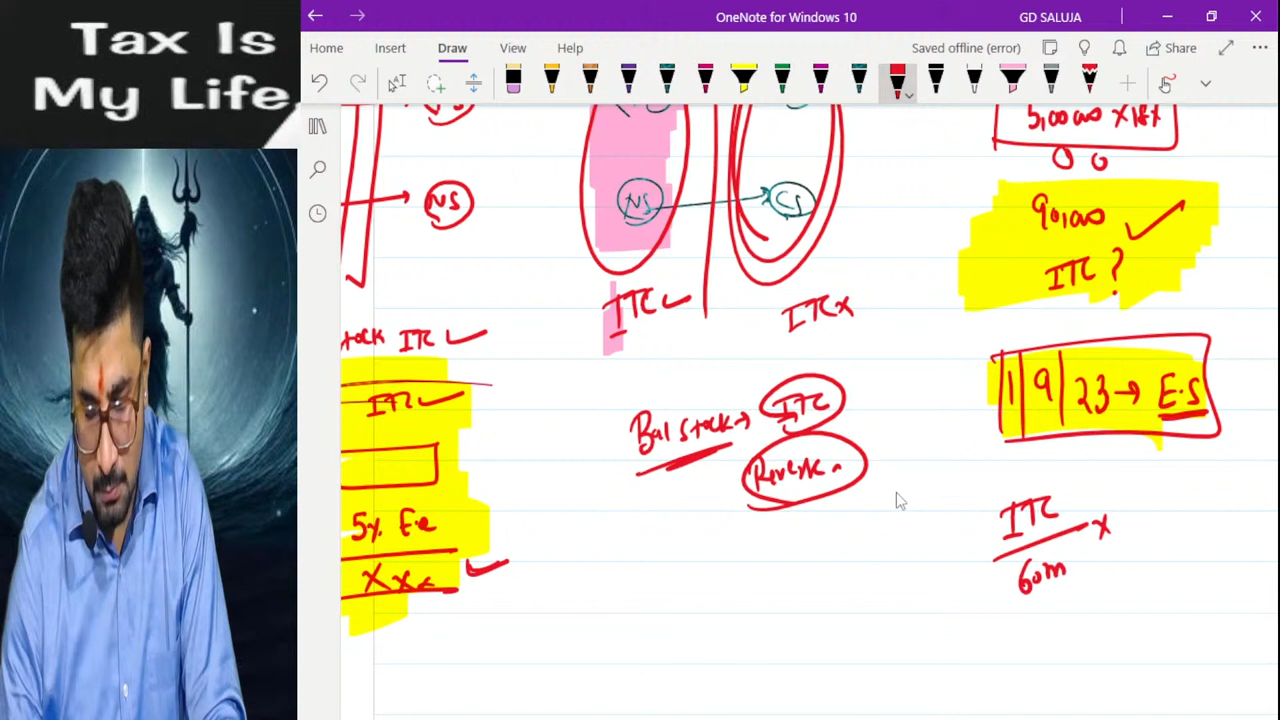 Tax Is
My Life
OneNote for Windows 10
GD SALUJA
Home Insert Draw View Help
Saved offline (error)
Share
NS
NS
CS
5,00,000 x 18%
90,000
ITC ?
ITC
ITC x
tock ITC
ITC
1 | 9 | 23 → E.S
Bal stock → ITC
Reverse
5% E.e
xxx
ITC x
60m